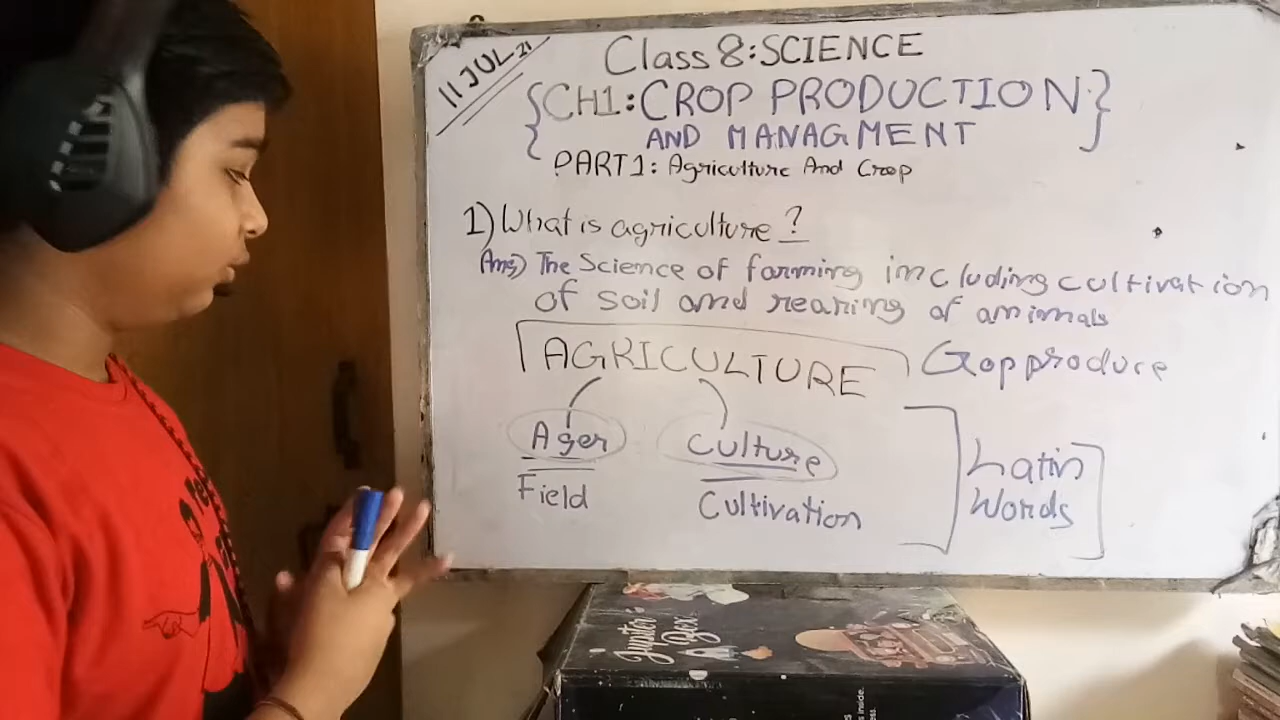 11 JUL 21
Class 8:SCIENCE
{CH1:CROP PRODUCTION}
AND MANAGMENT
PART1: Agriculture And Crop
1) What is agriculture ?
Ans) The Science of farming including cultivation
of soil and rearing of animals
AGRICULTURE
Crop produce
Ager
Culture
Field
Cultivation
Latin
Words
Jupiter
Box